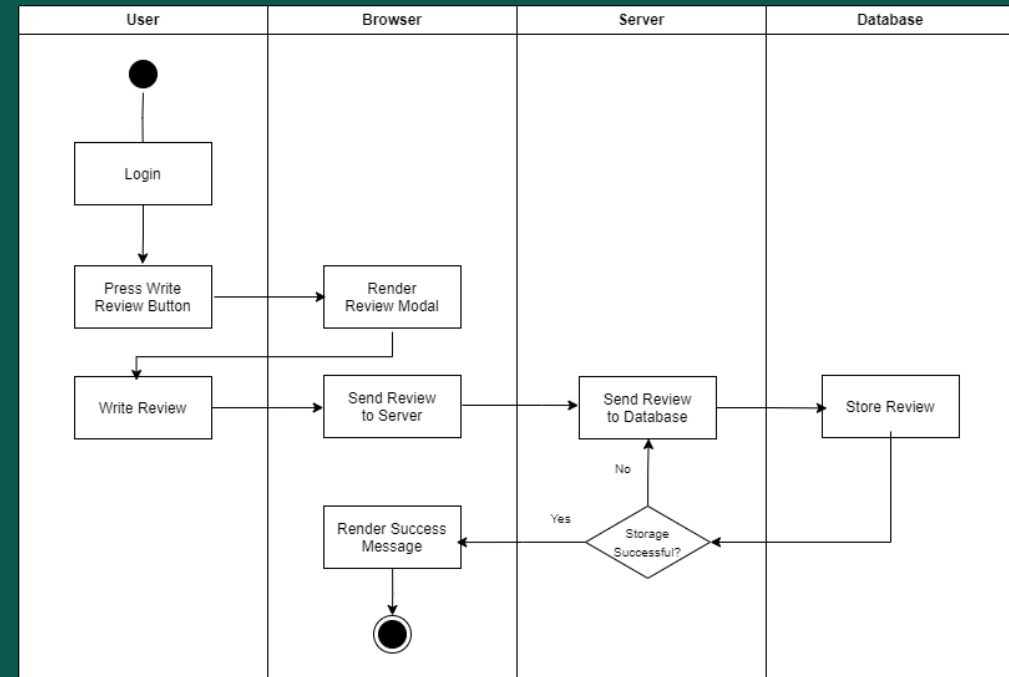 User
Browser
Server
Database
Login
Press Write
Review Button
Render
Review Modal
Write Review
Send Review
to Server
Send Review
to Database
Store Review
No
Yes
Storage
Successful?
Render Success
Message